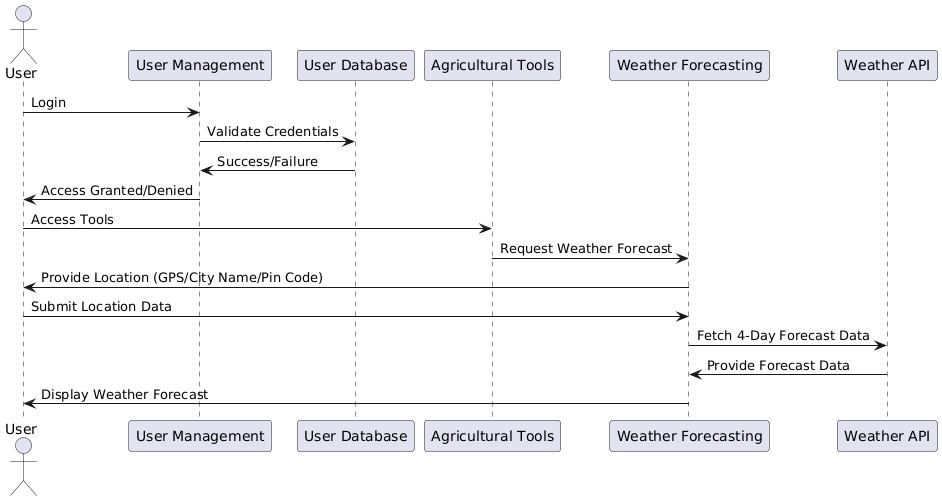 User
User Management
User Database
Agricultural Tools
Weather Forecasting
Weather API
Login
Validate Credentials
Success/Failure
Access Granted/Denied
Access Tools
Request Weather Forecast
Provide Location (GPS/City Name/Pin Code)
Submit Location Data
Fetch 4-Day Forecast Data
Provide Forecast Data
Display Weather Forecast
User
User Management
User Database
Agricultural Tools
Weather Forecasting
Weather API